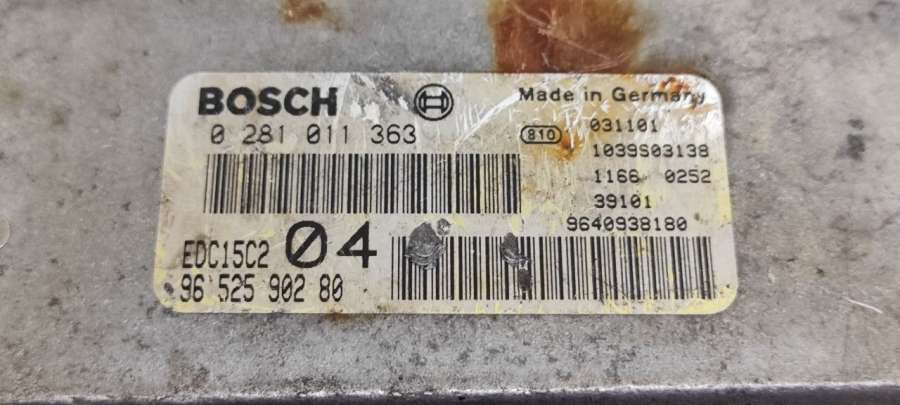 BOSCH
Made in Germany
0 281 011 363
810 031101
1039S03138
1166 0252
39101
9640938180
EDC15C2 04
96 525 902 80